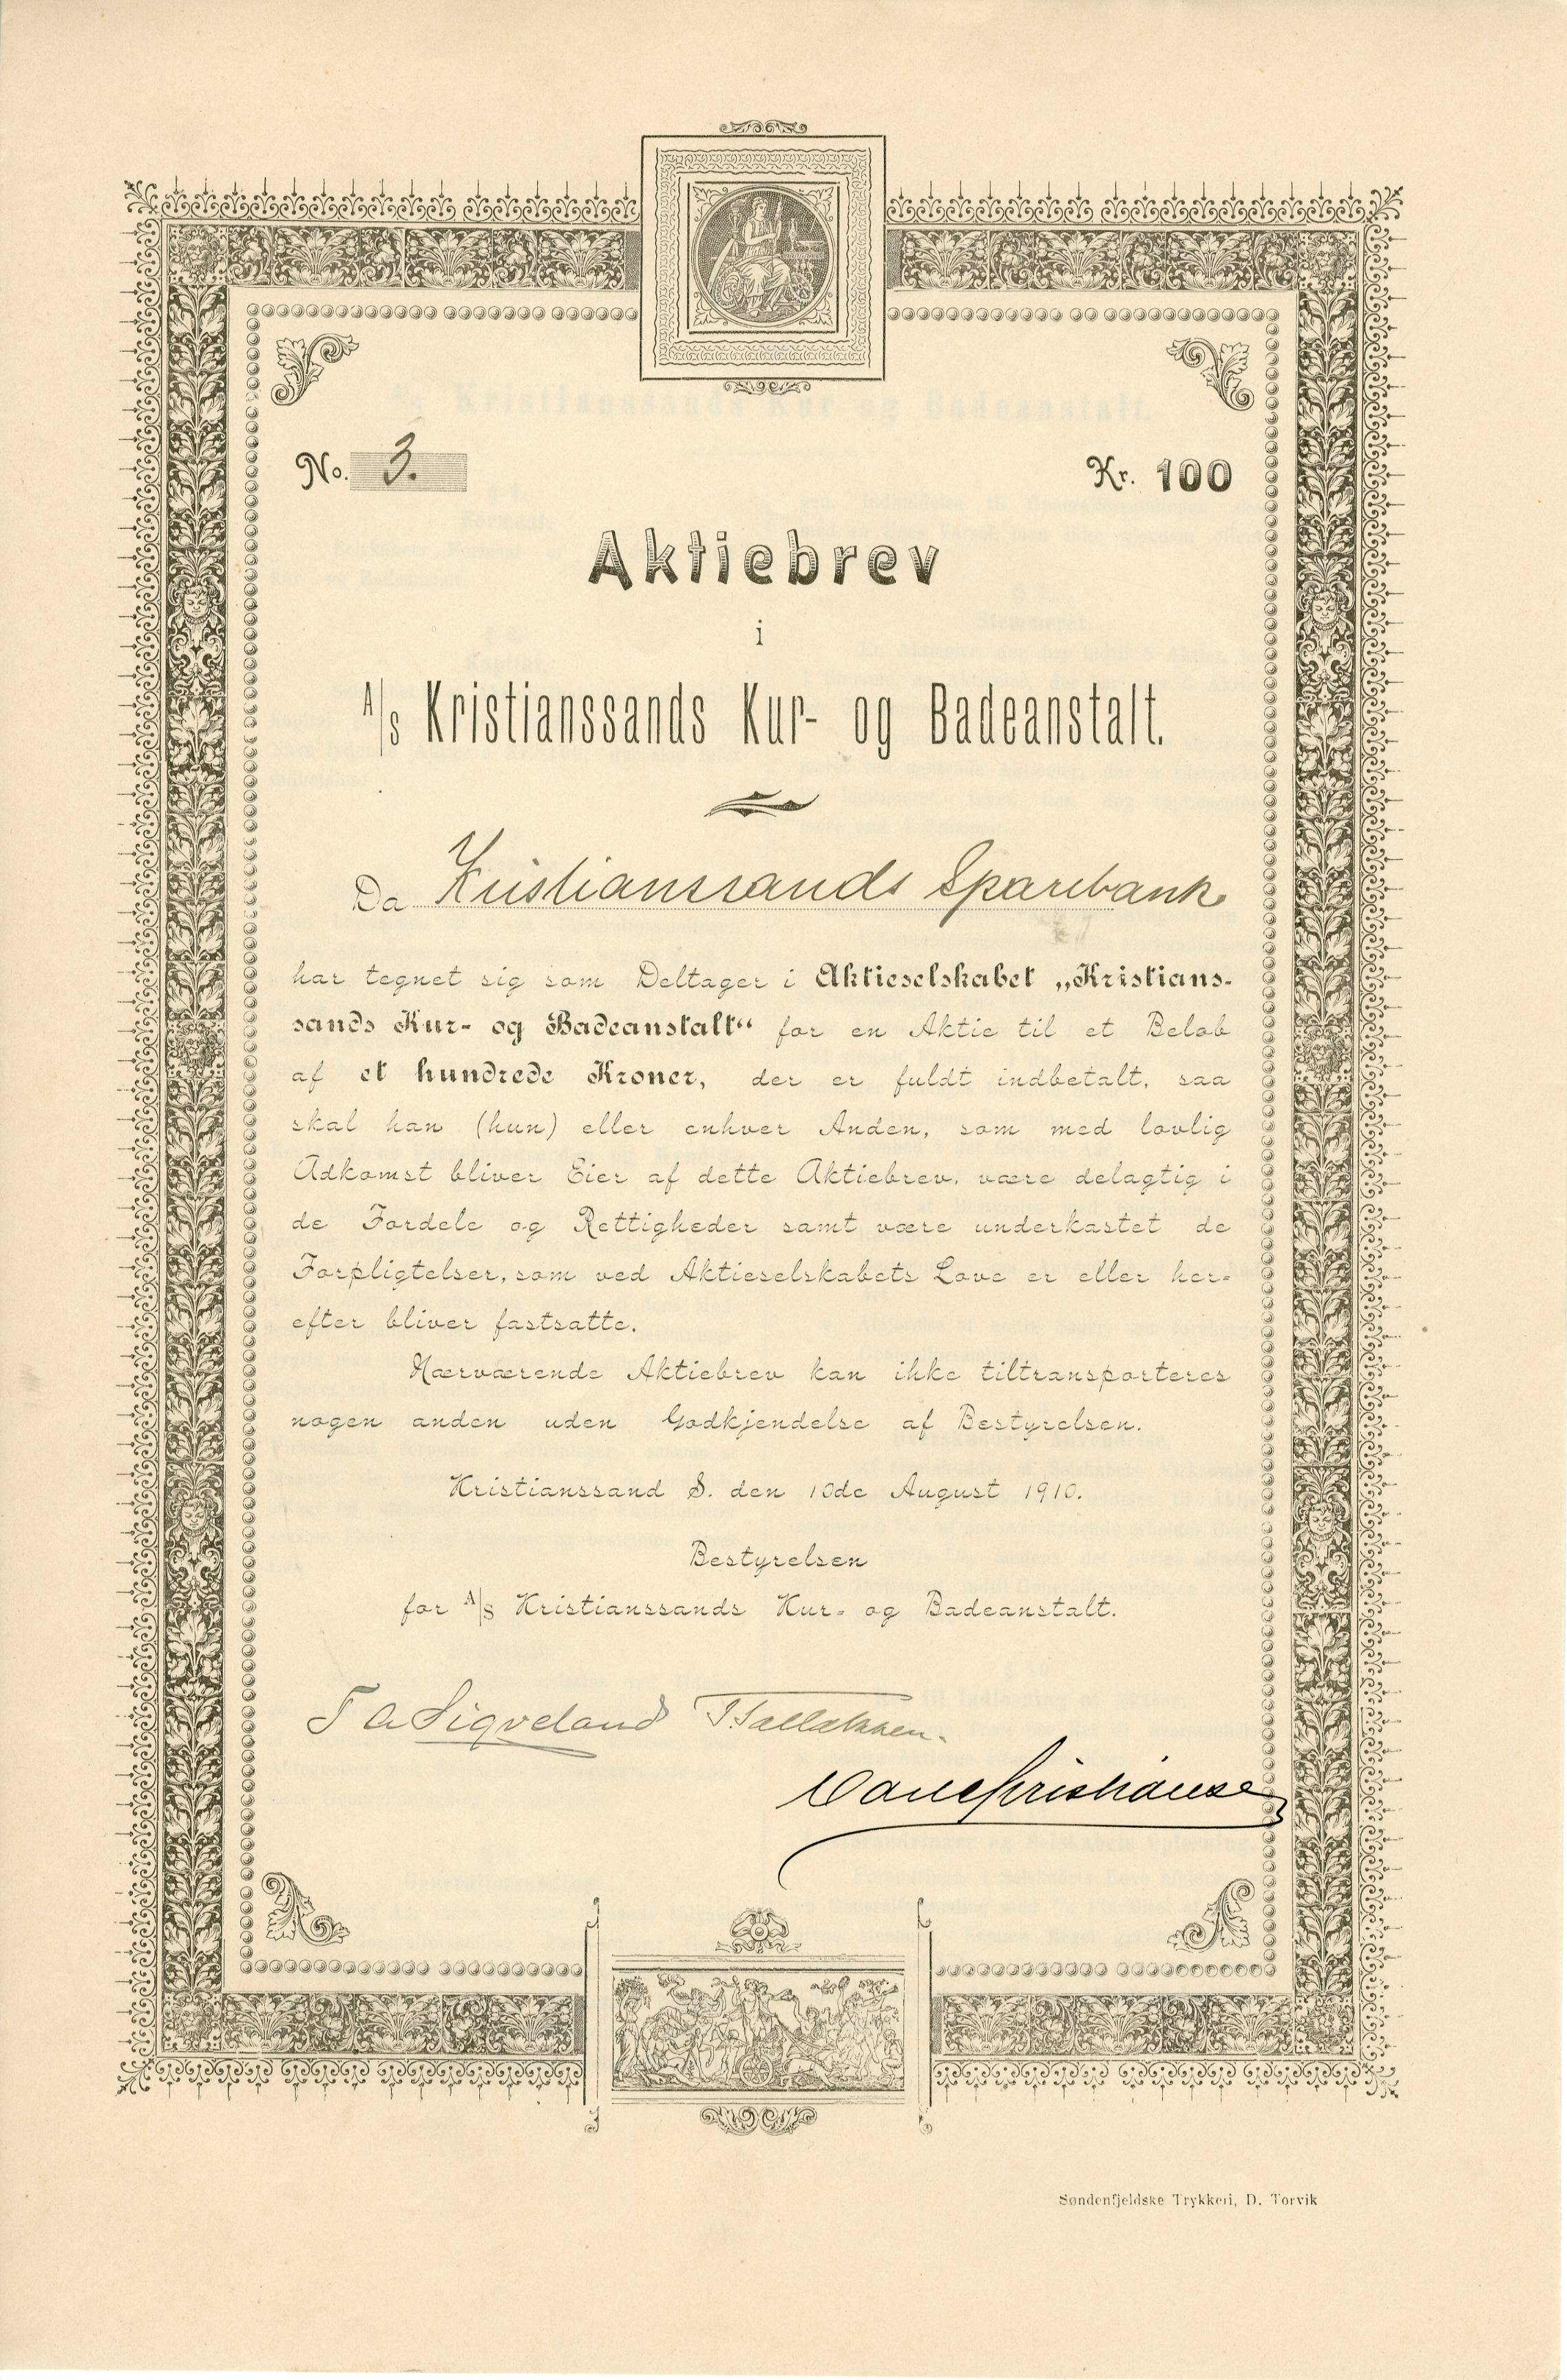 No. 3.
Kr. 100
Aktiebrev
i
A/S Kristianssands Kur- og Badeanstalt.
Da Kristianssands Sparebank
har tegnet sig som Deltager i Aktieselskabet „Kristians-
sands Kur- og Badeanstalt“ for en Aktie til et Beløb
af et hundrede Kroner, der er fuldt indbetalt, saa
skal han (hun) eller enhver Anden, som med lovlig
Adkomst bliver Eier af dette Aktiebrev, være delagtig i
de Fordele og Rettigheder samt være underkastet de
Forpligtelser, som ved Aktieselskabets Love er eller her-
efter bliver fastsatte.
Nærværende Aktiebrev kan ikke tiltransporteres
nogen anden uden Godkjendelse af Bestyrelsen.
Kristianssand S. den 10de August 1910.
Bestyrelsen
for A/S Kristianssands Kur- og Badeanstalt.
T A Sigveland T. Tallaksen.
Søndenfjeldske Trykkeri, D. Torvik